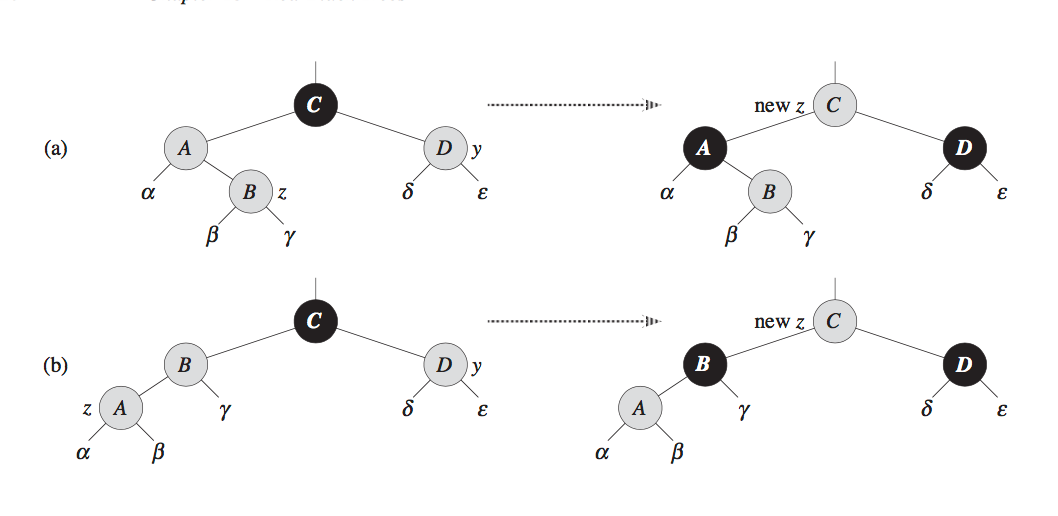 C
new z C
(a) A D y A D
α B z δ ε α B δ ε
β γ β γ
C new z C
(b) B D y B D
z A γ δ ε A γ δ ε
α β α β